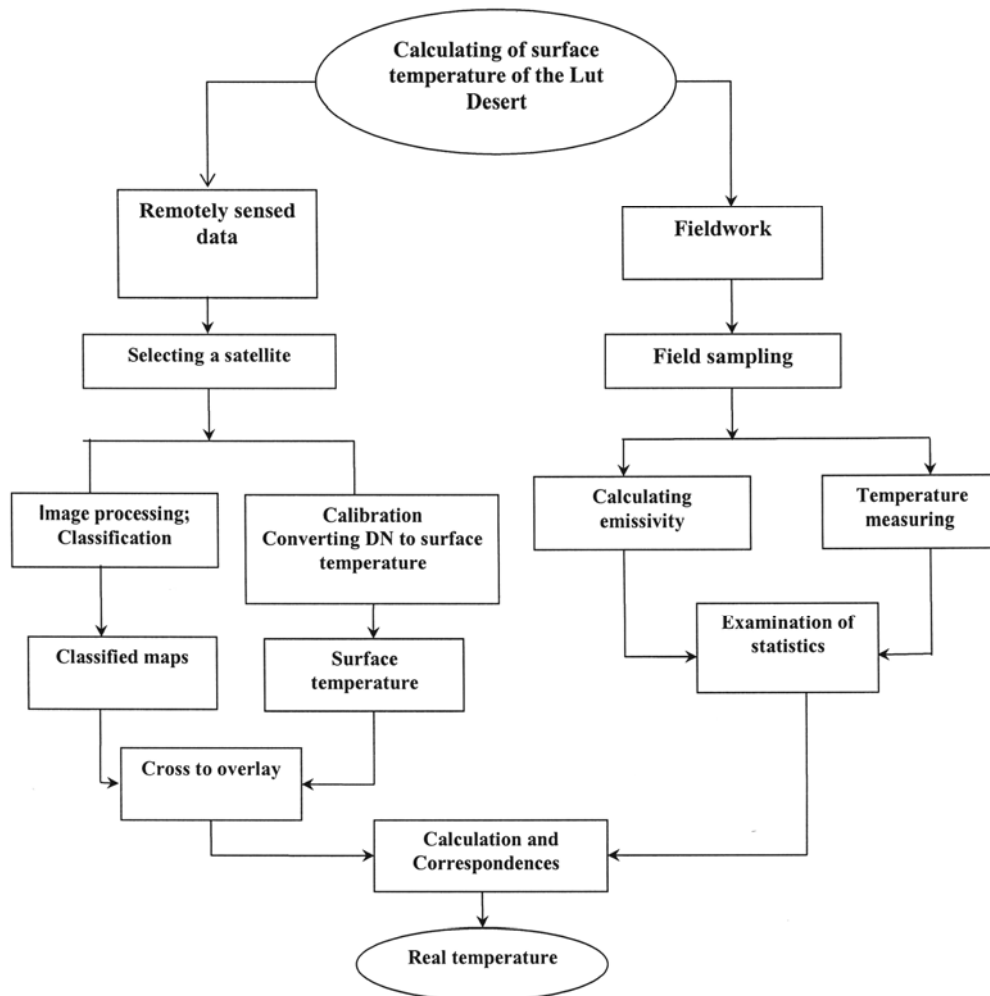 Calculating of surface
temperature of the Lut
Desert
Remotely sensed
data
Fieldwork
Selecting a satellite
Field sampling
Image processing;
Classification
Calibration
Converting DN to surface
temperature
Calculating
emissivity
Temperature
measuring
Classified maps
Surface
temperature
Examination of
statistics
Cross to overlay
Calculation and
Correspondences
Real temperature